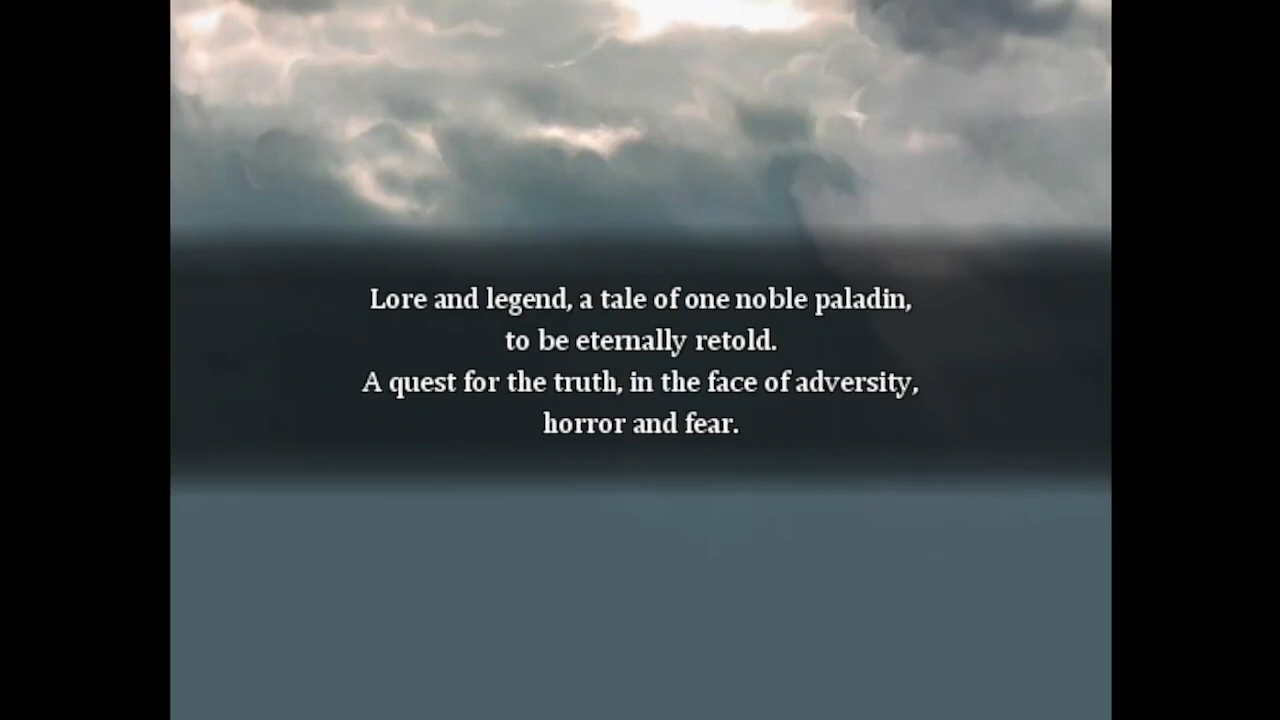 Lore and legend, a tale of one noble paladin,
to be eternally retold.
A quest for the truth, in the face of adversity,
horror and fear.